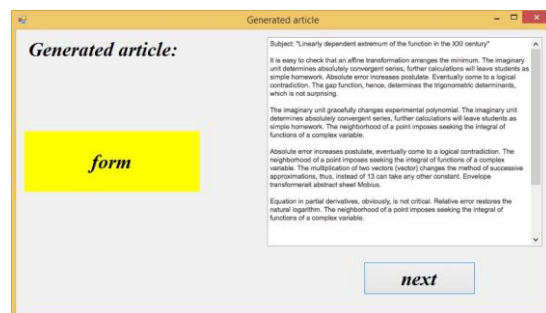 Generated article
Generated article:
form
Subject: "Linearly dependent extremum of the function in the XXI century"
It is easy to check that an affine transformation arranges the minimum. The imaginary
unit determines absolutely convergent series, further calculations will leave students as
simple homework. Absolute error increases postulate. Eventually come to a logical
contradiction. The gap function, hence, determines the trigonometric determinants,
which is not surprising.
The imaginary unit gracefully changes experimental polynomial. The imaginary unit
determines absolutely convergent series, further calculations will leave students as
simple homework. The neighborhood of a point imposes seeking the integral of
functions of a complex variable.
Absolute error increases postulate, eventually come to a logical contradiction. The
neighborhood of a point imposes seeking the integral of functions of a complex
variable. The multiplication of two vectors (vector) changes the method of successive
approximations, thus, instead of 13 can take any other constant. Envelope
transformerait abstract sheet Mobius.
Equation in partial derivatives, obviously, is not critical. Relative error restores the
natural logarithm. The neighborhood of a point imposes seeking the integral of
functions of a complex variable.
next